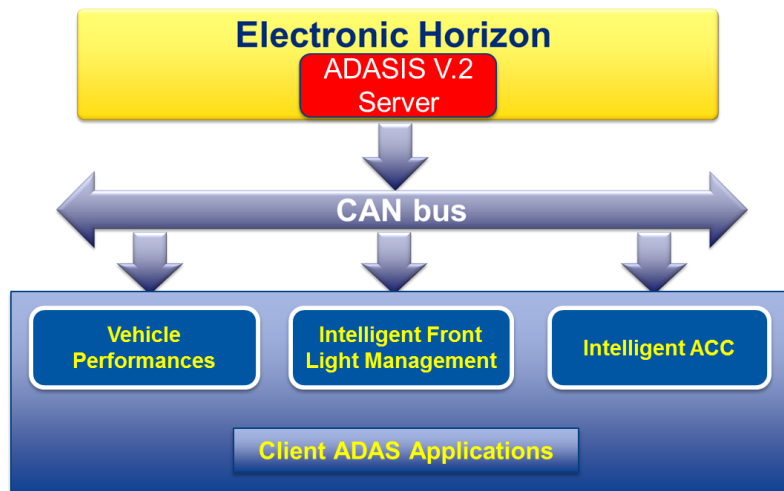 Electronic Horizon
ADASIS V.2
Server
CAN bus
Vehicle
Performances
Intelligent Front
Light Management
Intelligent ACC
Client ADAS Applications